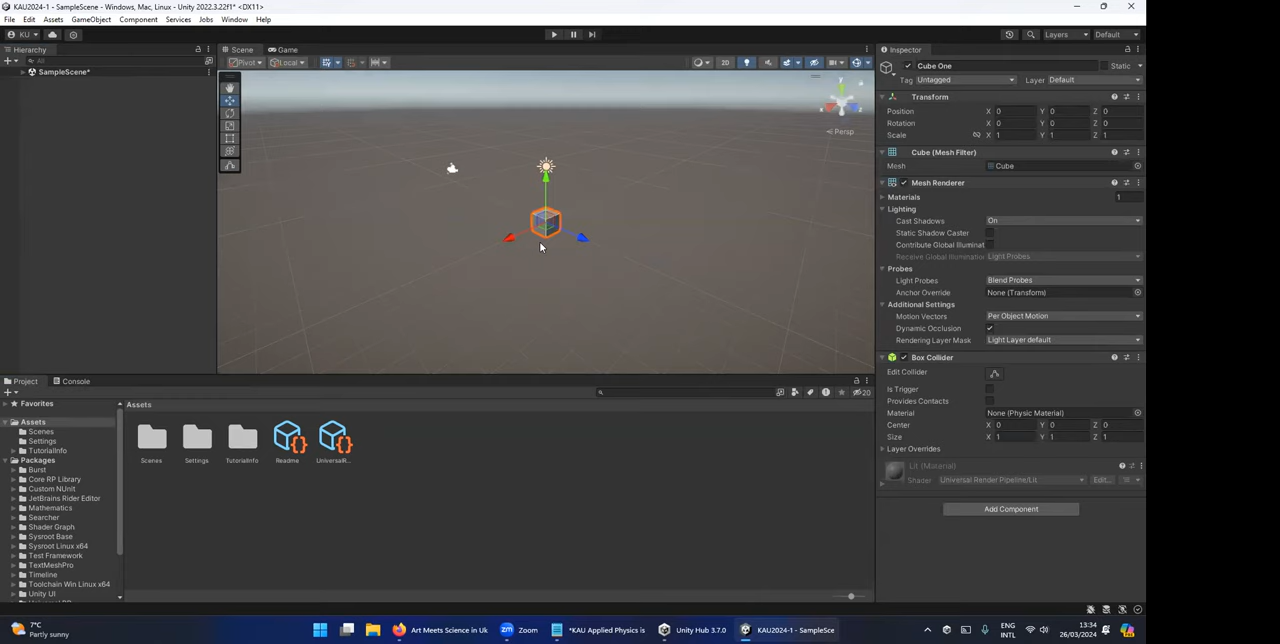 KAU2024-1 - SampleScene - Windows, Mac, Linux - Unity 2022.3.22f1* <DX11>
File Edit Assets GameObject Component Services Jobs Window Help
KU Layers Default
Hierarchy
All
SampleScene*
Scene Game
Pivot Local 2D
y
x z
Persp
Project Console
20
Favorites
Assets
Scenes
Settings
TutorialInfo
Packages
Burst
Core RP Library
Custom NUnit
JetBrains Rider Editor
Mathematics
Searcher
Shader Graph
Sysroot Base
Sysroot Linux x64
Test Framework
TextMeshPro
Timeline
Toolchain Win Linux x64
Unity UI
Assets
Scenes Settings TutorialInfo Readme UniversalR...
Inspector
Cube One Static
Tag Untagged Layer Default
Transform
Position X 0 Y 0 Z 0
Rotation X 0 Y 0 Z 0
Scale X 1 Y 1 Z 1
Cube (Mesh Filter)
Mesh Cube
Mesh Renderer
Materials 1
Lighting
Cast Shadows On
Static Shadow Caster
Contribute Global Illuminat
Receive Global Illumination Light Probes
Probes
Light Probes Blend Probes
Anchor Override None (Transform)
Additional Settings
Motion Vectors Per Object Motion
Dynamic Occlusion
Rendering Layer Mask Light Layer default
Box Collider
Edit Collider
Is Trigger
Provides Contacts
Material None (Physic Material)
Center X 0 Y 0 Z 0
Size X 1 Y 1 Z 1
Layer Overrides
Lit (Material)
Shader Universal Render Pipeline/Lit Edit...
Add Component
7°C
Partly sunny
Art Meets Science in Uk Zoom *KAU Applied Physics is Unity Hub 3.7.0 KAU2024-1 - SampleSce
ENG
INTL
13:34
26/03/2024